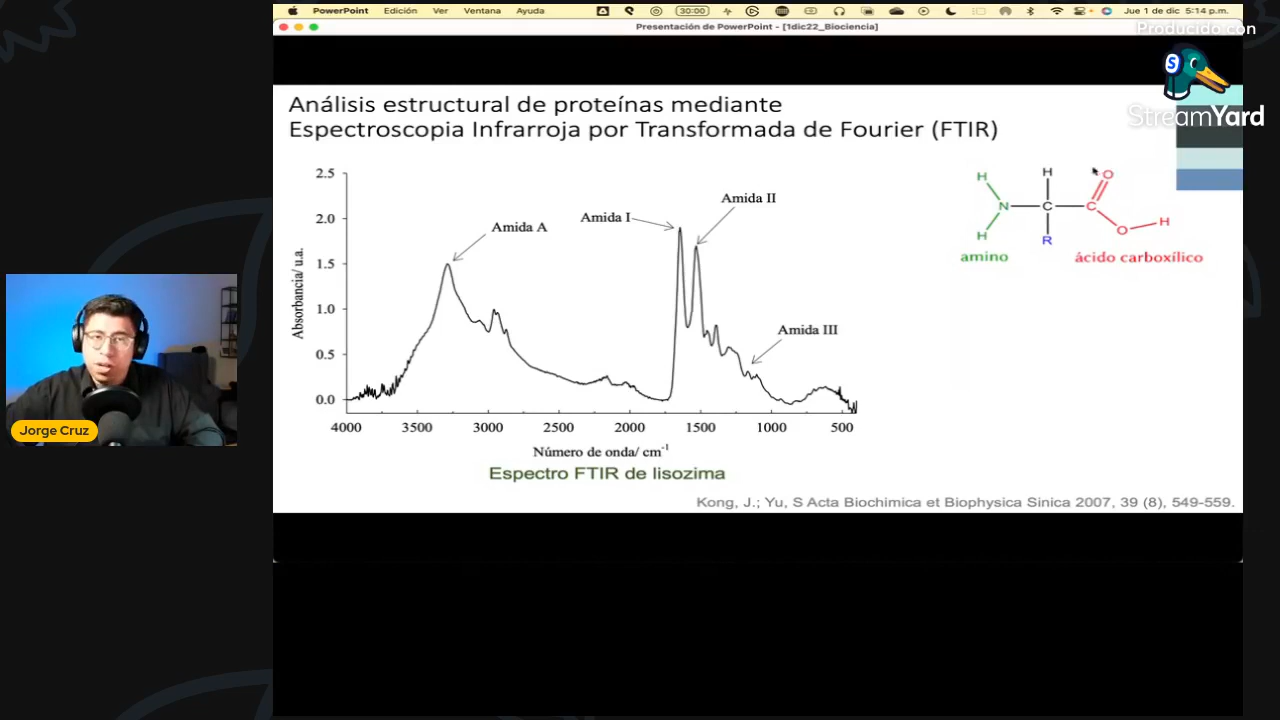 PowerPoint Edición Ver Ventana Ayuda 30:00 Jue 1 de dic 5:14 p.m.
Presentación de PowerPoint - [1dic22_Biociencia]
Producido con
StreamYard
Análisis estructural de proteínas mediante
Espectroscopia Infrarroja por Transformada de Fourier (FTIR)
Absorbancia/ u.a.
2.5
2.0
1.5
1.0
0.5
0.0
Amida A
Amida I
Amida II
Amida III
4000 3500 3000 2500 2000 1500 1000 500
Número de onda/ cm-1
Espectro FTIR de lisozima
H H O
N C C
H R O H
amino ácido carboxílico
Kong, J.; Yu, S Acta Biochimica et Biophysica Sinica 2007, 39 (8), 549-559.
Jorge Cruz